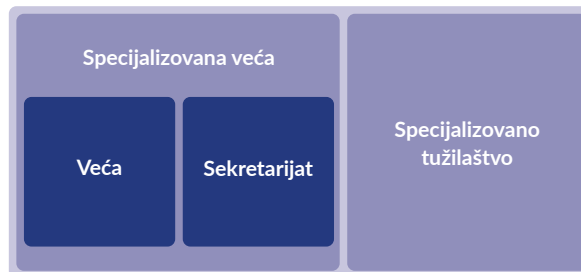 Specijalizovana veća
Veća
Sekretarijat
Specijalizovano
tužilaštvo